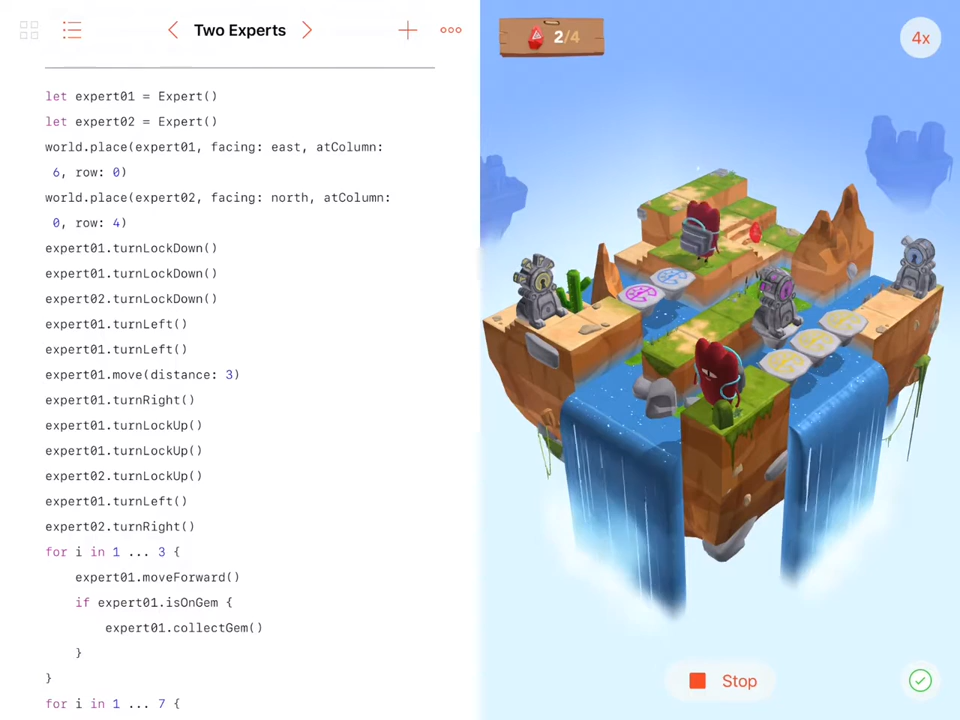 Two Experts
2/4
4x
let expert01 = Expert()
let expert02 = Expert()
world.place(expert01, facing: east, atColumn:
6, row: 0)
world.place(expert02, facing: north, atColumn:
0, row: 4)
expert01.turnLockDown()
expert01.turnLockDown()
expert02.turnLockDown()
expert01.turnLeft()
expert01.turnLeft()
expert01.move(distance: 3)
expert01.turnRight()
expert01.turnLockUp()
expert01.turnLockUp()
expert02.turnLockUp()
expert01.turnLeft()
expert02.turnRight()
for i in 1 ... 3 {
expert01.moveForward()
if expert01.isOnGem {
expert01.collectGem()
}
}
for i in 1 ... 7 {
Stop